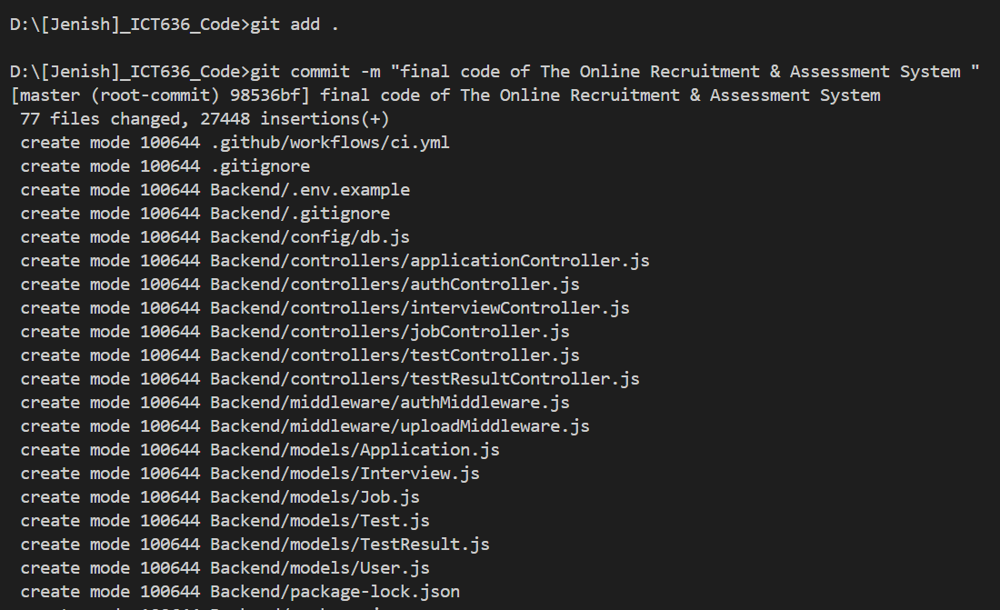 D:\[Jenish]_ICT636_Code>git add .
D:\[Jenish]_ICT636_Code>git commit -m "final code of The Online Recruitment & Assessment System "
[master (root-commit) 98536bf] final code of The Online Recruitment & Assessment System
77 files changed, 27448 insertions(+)
create mode 100644 .github/workflows/ci.yml
create mode 100644 .gitignore
create mode 100644 Backend/.env.example
create mode 100644 Backend/.gitignore
create mode 100644 Backend/config/db.js
create mode 100644 Backend/controllers/applicationController.js
create mode 100644 Backend/controllers/authController.js
create mode 100644 Backend/controllers/interviewController.js
create mode 100644 Backend/controllers/jobController.js
create mode 100644 Backend/controllers/testController.js
create mode 100644 Backend/controllers/testResultController.js
create mode 100644 Backend/middleware/authMiddleware.js
create mode 100644 Backend/middleware/uploadMiddleware.js
create mode 100644 Backend/models/Application.js
create mode 100644 Backend/models/Interview.js
create mode 100644 Backend/models/Job.js
create mode 100644 Backend/models/Test.js
create mode 100644 Backend/models/TestResult.js
create mode 100644 Backend/models/User.js
create mode 100644 Backend/package-lock.json